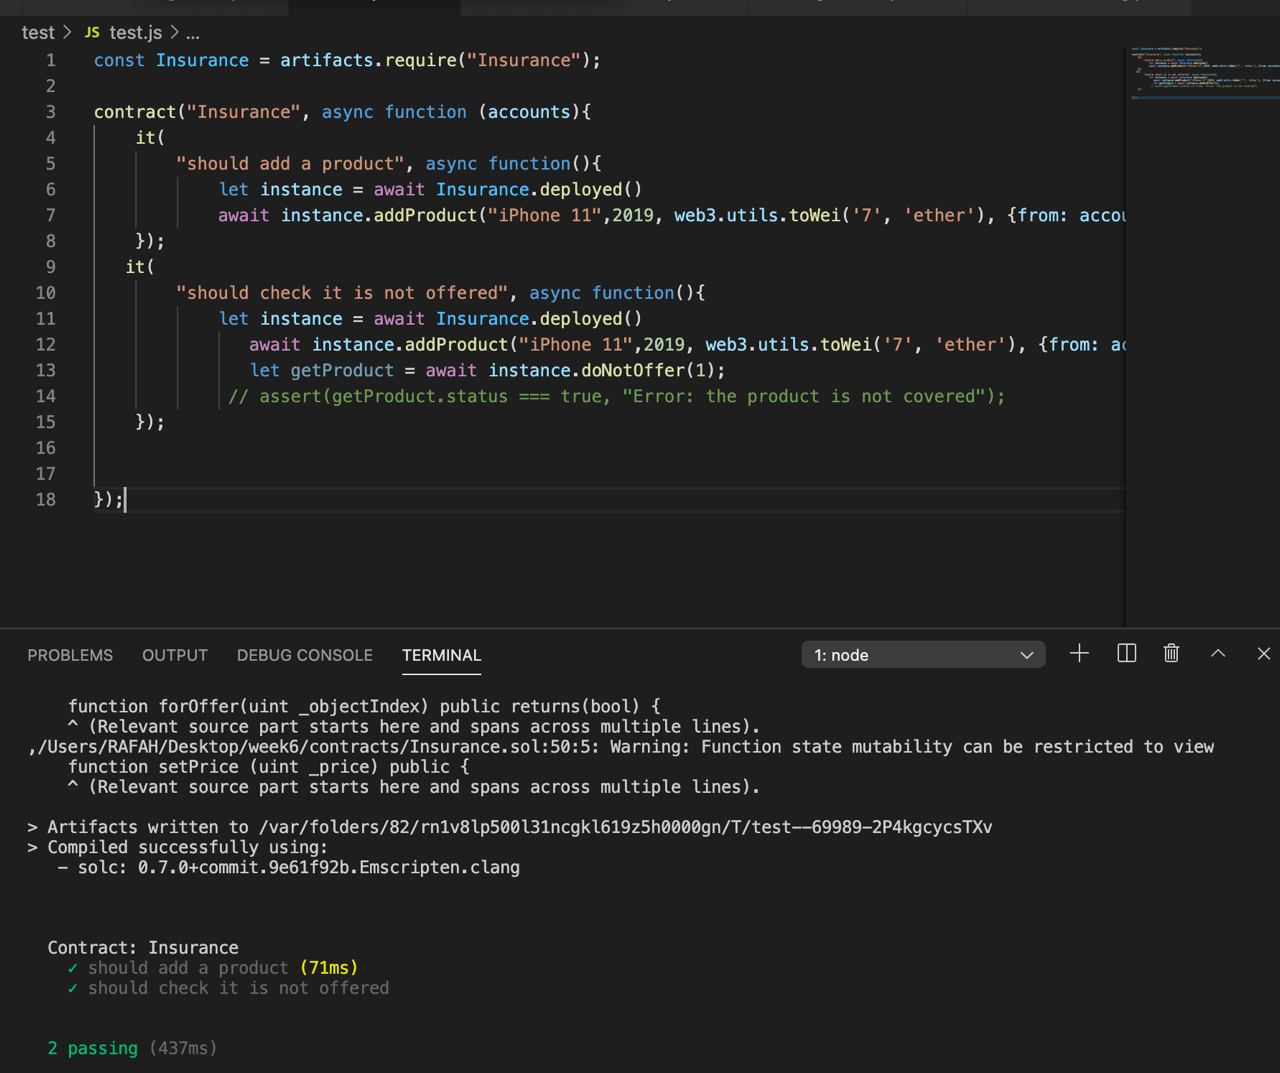 test > JS test.js > ...
1 const Insurance = artifacts.require("Insurance");
2
3 contract("Insurance", async function (accounts){
4 it(
5 "should add a product", async function(){
6 let instance = await Insurance.deployed()
7 await instance.addProduct("iPhone 11",2019, web3.utils.toWei('7', 'ether'), {from: accou
8 });
9 it(
10 "should check it is not offered", async function(){
11 let instance = await Insurance.deployed()
12 await instance.addProduct("iPhone 11",2019, web3.utils.toWei('7', 'ether'), {from: ac
13 let getProduct = await instance.doNotOffer(1);
14 // assert(getProduct.status === true, "Error: the product is not covered");
15 });
16
17
18 });
PROBLEMS OUTPUT DEBUG CONSOLE TERMINAL 1: node
function forOffer(uint _objectIndex) public returns(bool) {
^ (Relevant source part starts here and spans across multiple lines).
,/Users/RAFAH/Desktop/week6/contracts/Insurance.sol:50:5: Warning: Function state mutability can be restricted to view
function setPrice (uint _price) public {
^ (Relevant source part starts here and spans across multiple lines).
> Artifacts written to /var/folders/82/rn1v8lp500l31ncgkl619z5h0000gn/T/test--69989-2P4kgcycsTXv
> Compiled successfully using:
- solc: 0.7.0+commit.9e61f92b.Emscripten.clang
Contract: Insurance
✓ should add a product (71ms)
✓ should check it is not offered
2 passing (437ms)